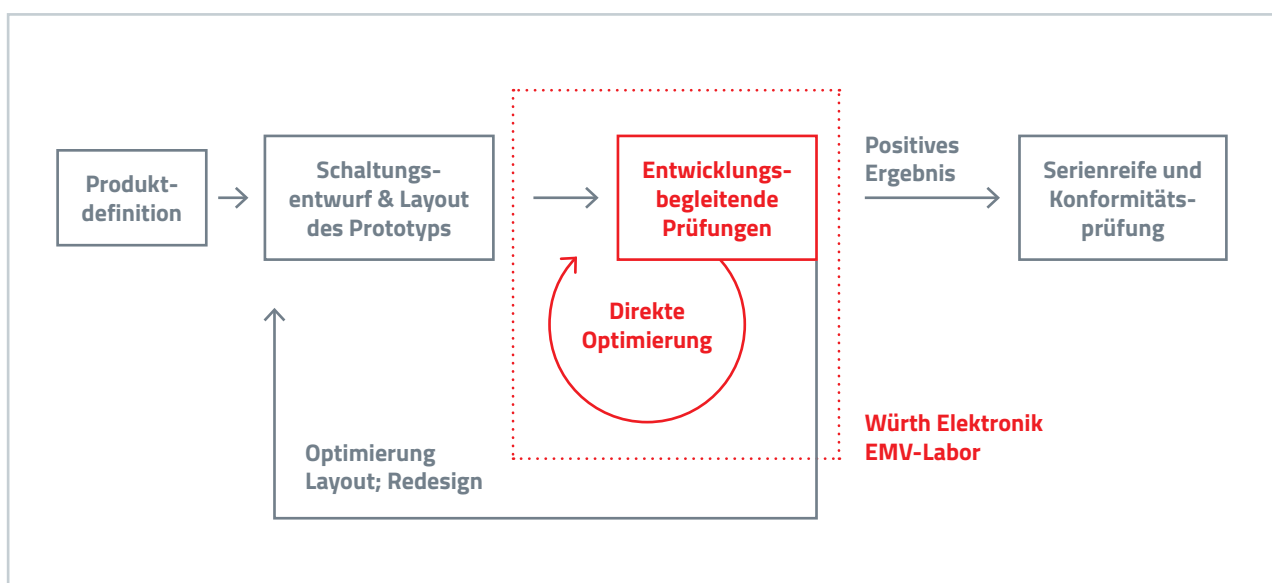 Produkt-
definition
Schaltungs-
entwurf & Layout
des Prototyps
Entwicklungs-
begleitende
Prüfungen
Direkte
Optimierung
Positives
Ergebnis
Serienreife und
Konformitäts-
prüfung
Optimierung
Layout; Redesign
Würth Elektronik
EMV-Labor